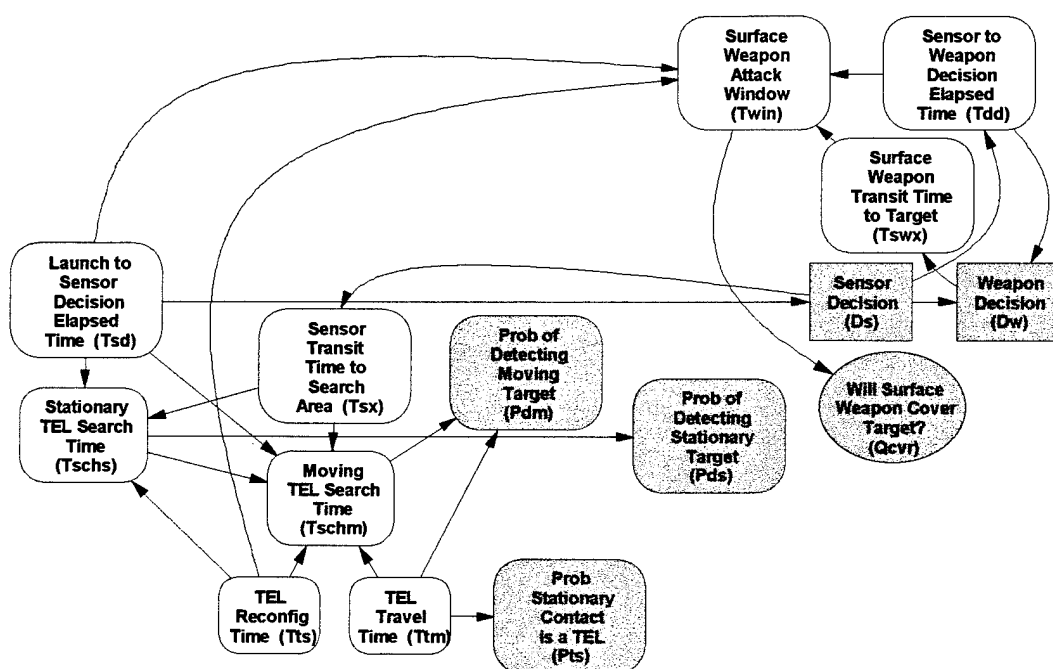 Surface
Weapon
Attack
Window
(Twin)
Sensor to
Weapon
Decision
Elapsed
Time (Tdd)
Surface
Weapon
Transit Time
to Target
(Tswx)
Launch to
Sensor
Decision
Elapsed
Time (Tsd)
Sensor
Decision
(Ds)
Weapon
Decision
(Dw)
Sensor
Transit
Time to
Search
Area (Tsx)
Prob of
Detecting
Moving
Target
(Pdm)
Will Surface
Weapon Cover
Target?
(Qcvr)
Stationary
TEL Search
Time
(Tschs)
Prob of
Detecting
Stationary
Target
(Pds)
Moving
TEL Search
Time
(Tschm)
TEL
Reconfig
Time (Tts)
TEL
Travel
Time (Ttm)
Prob
Stationary
Contact
is a TEL
(Pts)